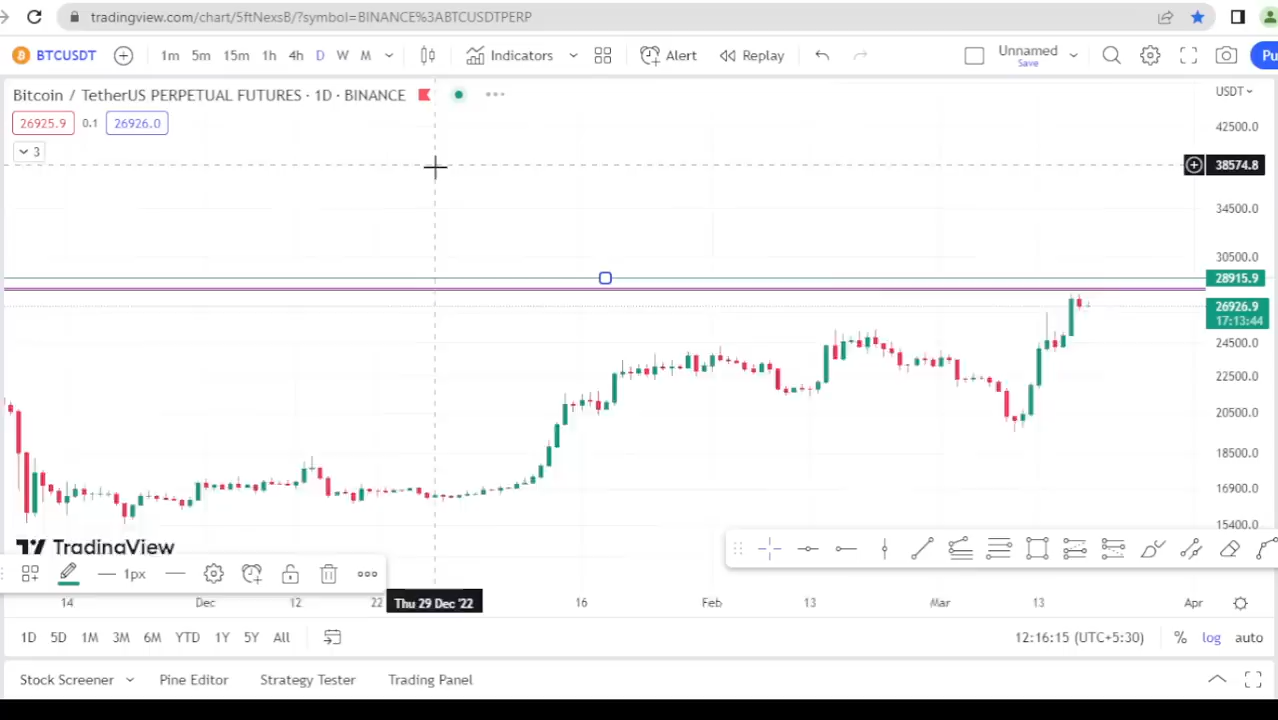 tradingview.com/chart/5ftNexsB/?symbol=BINANCE%3ABTCUSDTPERP
BTCUSDT 1m 5m 15m 1h 4h D W M Indicators Alert Replay Unnamed Save Pu
Bitcoin / TetherUS PERPETUAL FUTURES · 1D · BINANCE
USDT
26925.9 0.1 26926.0
42500.0
3
38574.8
34500.0
30500.0
28915.9
26926.9
17:13:44
24500.0
22500.0
20500.0
18500.0
16900.0
15400.0
TradingView
1px
14 Dec 12 22 Thu 29 Dec '22 16 Feb 13 Mar 13 Apr
1D 5D 1M 3M 6M YTD 1Y 5Y All 12:16:15 (UTC+5:30) % log auto
Stock Screener Pine Editor Strategy Tester Trading Panel